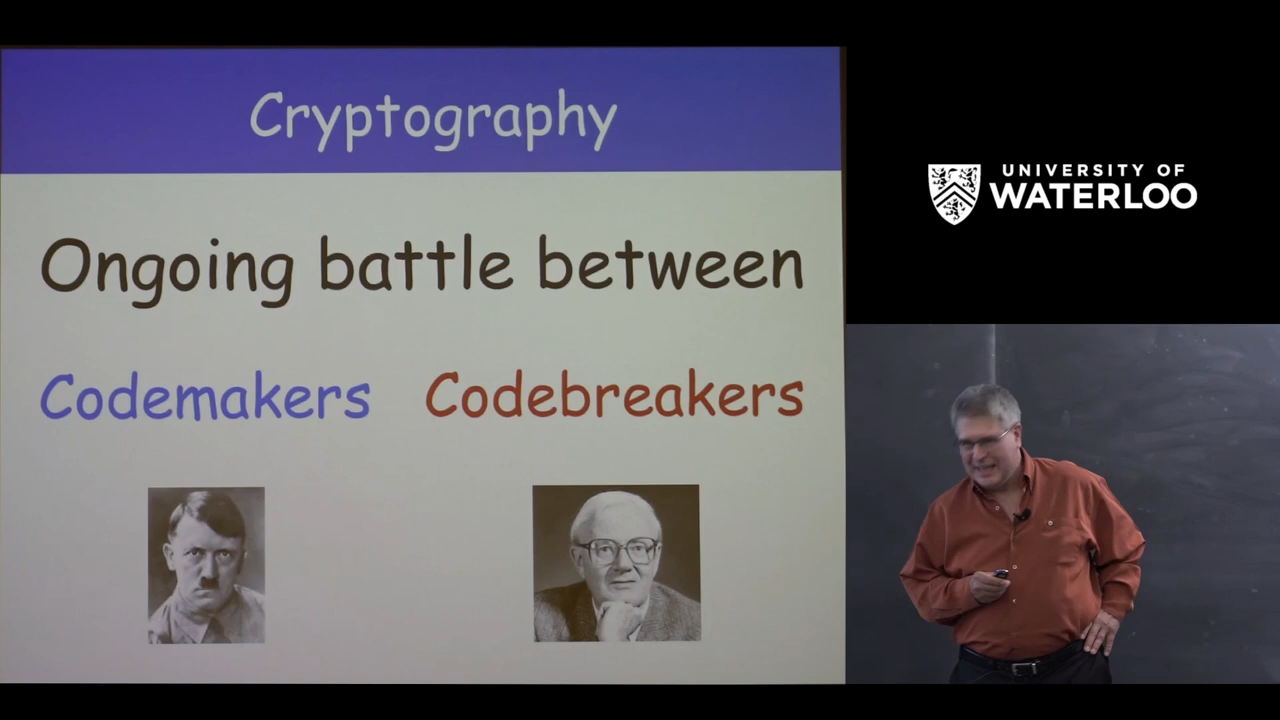 Cryptography
Ongoing battle between
Codemakers Codebreakers
UNIVERSITY OF
WATERLOO